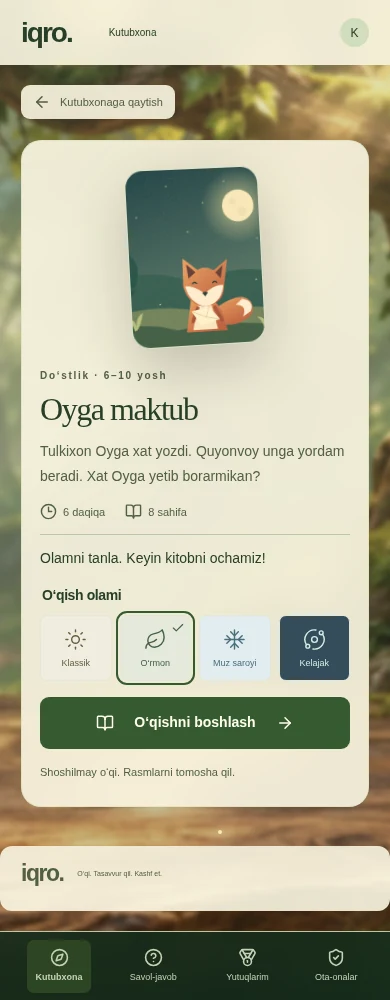 iqro.
Kutubxona
K
Kutubxonaga qaytish
Do‘stlik · 6–10 yosh
Oyga maktub
Tulkixon Oyga xat yozdi. Quyonvoy unga yordam
beradi. Xat Oyga yetib borarmikan?
6 daqiqa
8 sahifa
Olamni tanla. Keyin kitobni ochamiz!
O‘qish olami
Klassik
O‘rmon
Muz saroyi
Kelajak
O‘qishni boshlash
Shoshilmay o‘qi. Rasmlarni tomosha qil.
iqro.
O‘qi. Tasavvur qil. Kashf et.
Kutubxona
Savol-javob
Yutuqlarim
Ota-onalar